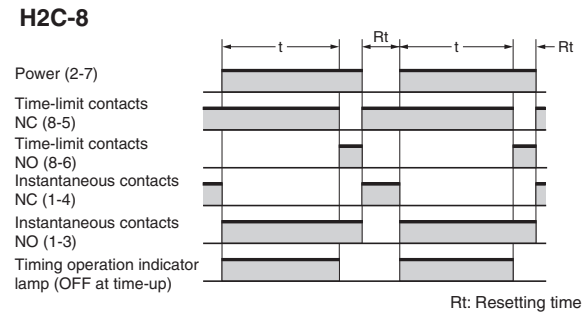 H2C-8
t Rt t Rt
Power (2-7)
Time-limit contacts
NC (8-5)
Time-limit contacts
NO (8-6)
Instantaneous contacts
NC (1-4)
Instantaneous contacts
NO (1-3)
Timing operation indicator
lamp (OFF at time-up)
Rt: Resetting time